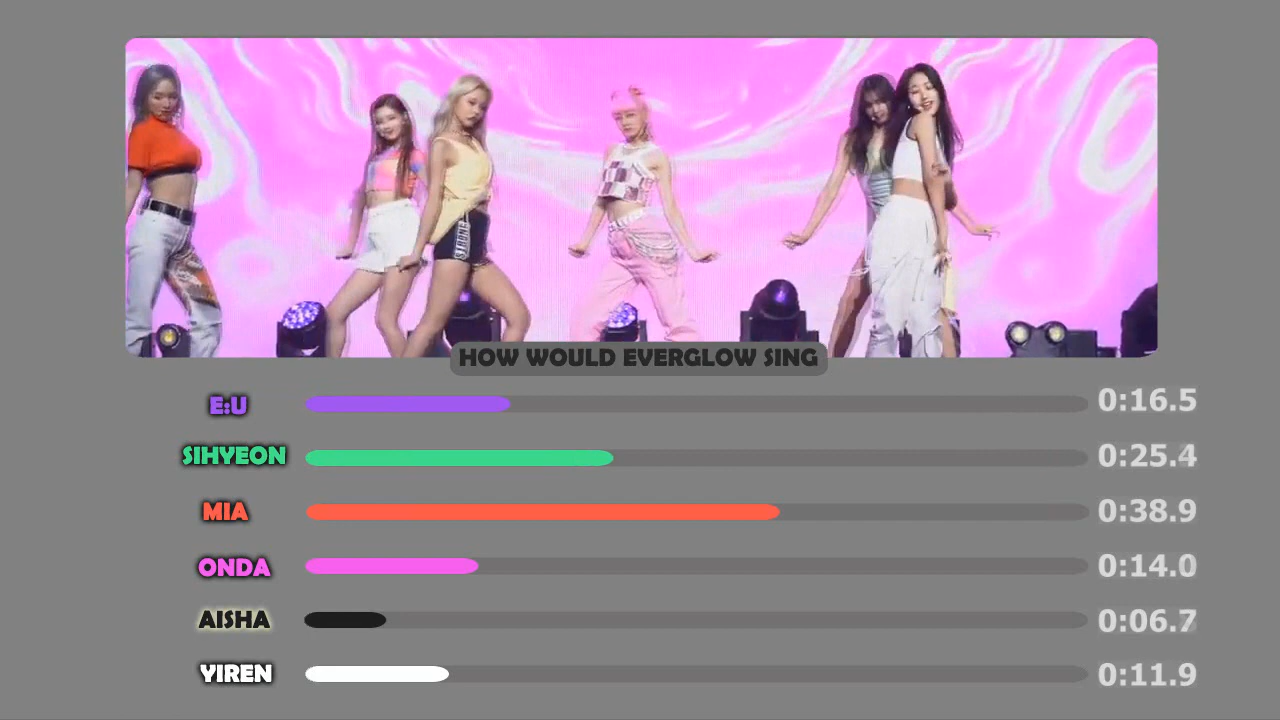 HOW WOULD EVERGLOW SING
E:U 0:16.5
SIHYEON 0:25.4
MIA 0:38.9
ONDA 0:14.0
AISHA 0:06.7
YIREN 0:11.9